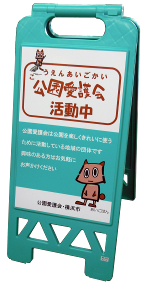 こうえんあいごかい
公園愛護会
活動中
公園愛護会は公園を楽しくきれいに使う
ために活動している地域の団体です
興味のある方はお気軽に
お声かけください
公園愛護会・横浜市